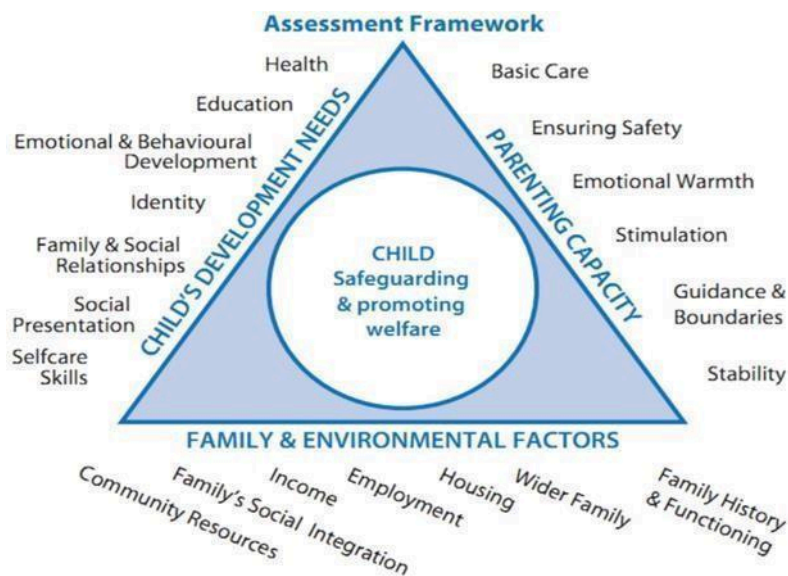 Assessment Framework
Health
Education
Emotional & Behavioural
Development
Identity
Family & Social
Relationships
Social
Presentation
Selfcare
Skills
CHILD'S DEVELOPMENT NEEDS
CHILD
Safeguarding
& promoting
welfare
PARENTING CAPACITY
Basic Care
Ensuring Safety
Emotional Warmth
Stimulation
Guidance &
Boundaries
Stability
FAMILY & ENVIRONMENTAL FACTORS
Community Resources
Family's Social Integration
Income
Employment
Housing
Wider Family
Family History
& Functioning